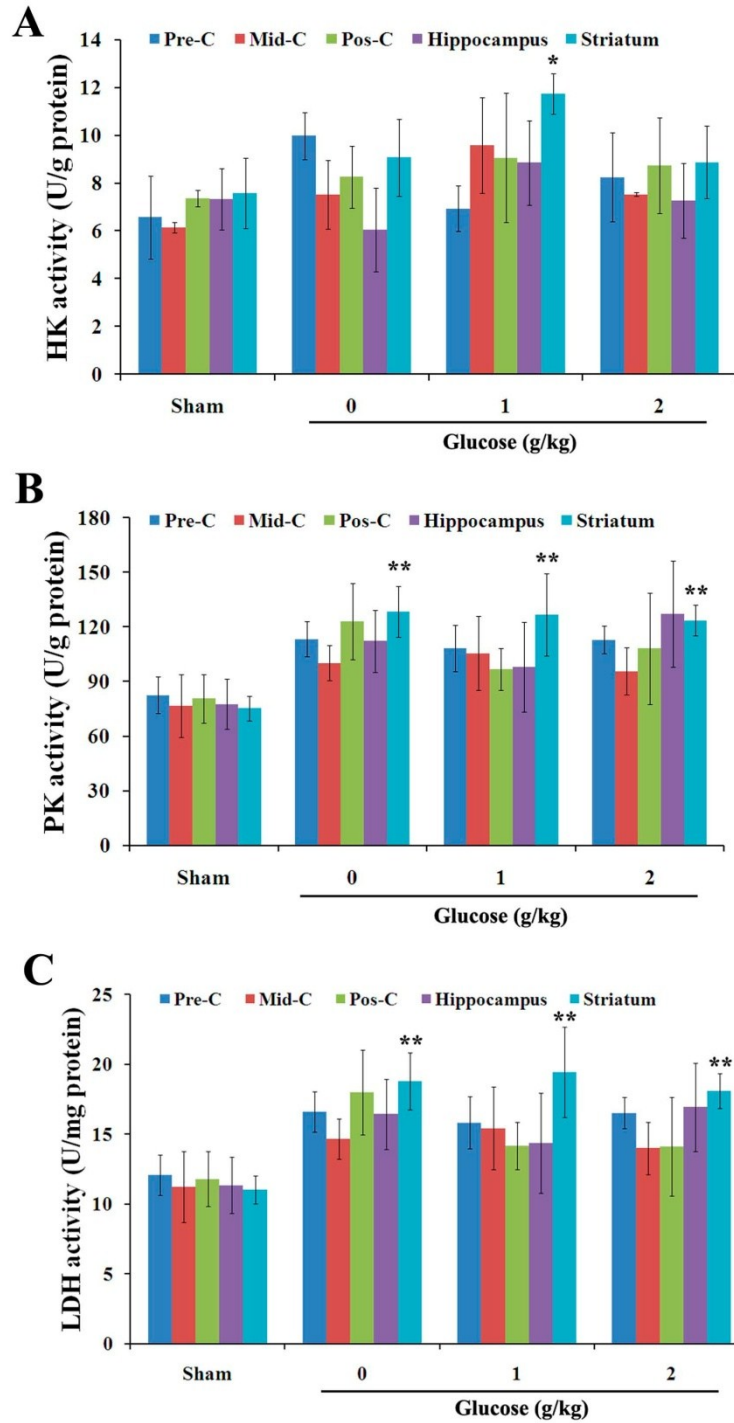 A
Pre-C Mid-C Pos-C Hippocampus Striatum
HK activity (U/g protein)
14
12
10
8
6
4
2
0
*
Sham 0 1 2
Glucose (g/kg)
B
Pre-C Mid-C Pos-C Hippocampus Striatum
PK activity (U/g protein)
180
150
120
90
60
30
0
** ** **
Sham 0 1 2
Glucose (g/kg)
C
Pre-C Mid-C Pos-C Hippocampus Striatum
LDH activity (U/mg protein)
25
20
15
10
5
0
** ** **
Sham 0 1 2
Glucose (g/kg)